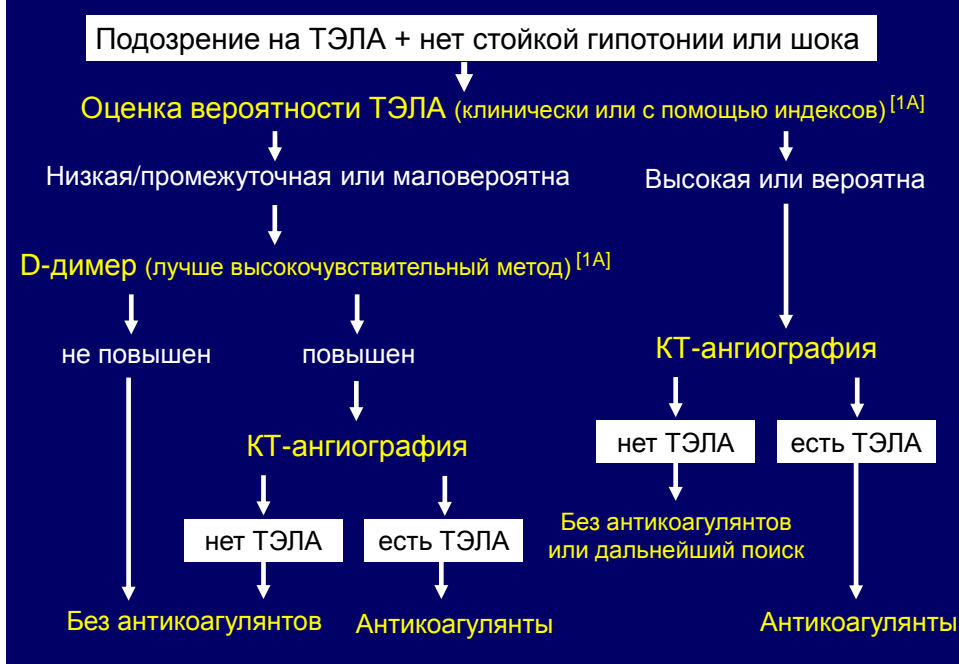 Подозрение на ТЭЛА + нет стойкой гипотонии или шока
Оценка вероятности ТЭЛА (клинически или с помощью индексов) [1A]
Низкая/промежуточная или маловероятна
Высокая или вероятна
D-димер (лучше высокочувствительный метод) [1A]
не повышен
повышен
КТ-ангиография
КТ-ангиография
нет ТЭЛА
есть ТЭЛА
нет ТЭЛА
есть ТЭЛА
Без антикоагулянтов
или дальнейший поиск
Без антикоагулянтов
Антикоагулянты
Антикоагулянты